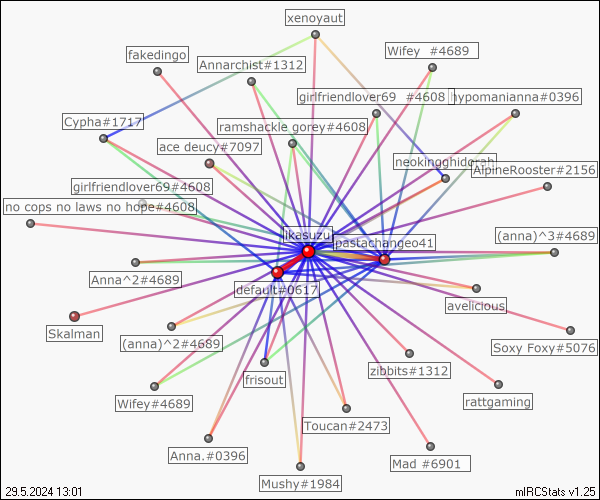 xenoyaut
fakedingo
Wifey #4689
Annarchist#1312
girlfriendlover69 #4608
hypomanianna#0396
Cypha#1717
ramshackle gorey#4608
ace deucy#7097
neokingghidorah
AlpineRooster#2156
girlfriendlover69#4608
no cops no laws no hope#4608
likasuzu
pastachangeo41
(anna)^3#4689
Anna^2#4689
default#0617
avelicious
Skalman
(anna)^2#4689
Soxy Foxy#5076
zibbits#1312
frisout
Wifey#4689
rattgaming
Toucan#2473
Anna.#0396
Mad #6901
Mushy#1984
29.5.2024 13:01
mIRCStats v1.25